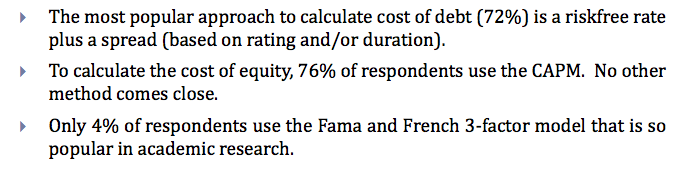 The most popular approach to calculate cost of debt (72%) is a riskfree rate
plus a spread (based on rating and/or duration).
To calculate the cost of equity, 76% of respondents use the CAPM.  No other
method comes close.
Only 4% of respondents use the Fama and French 3-factor model that is so
popular in academic research.